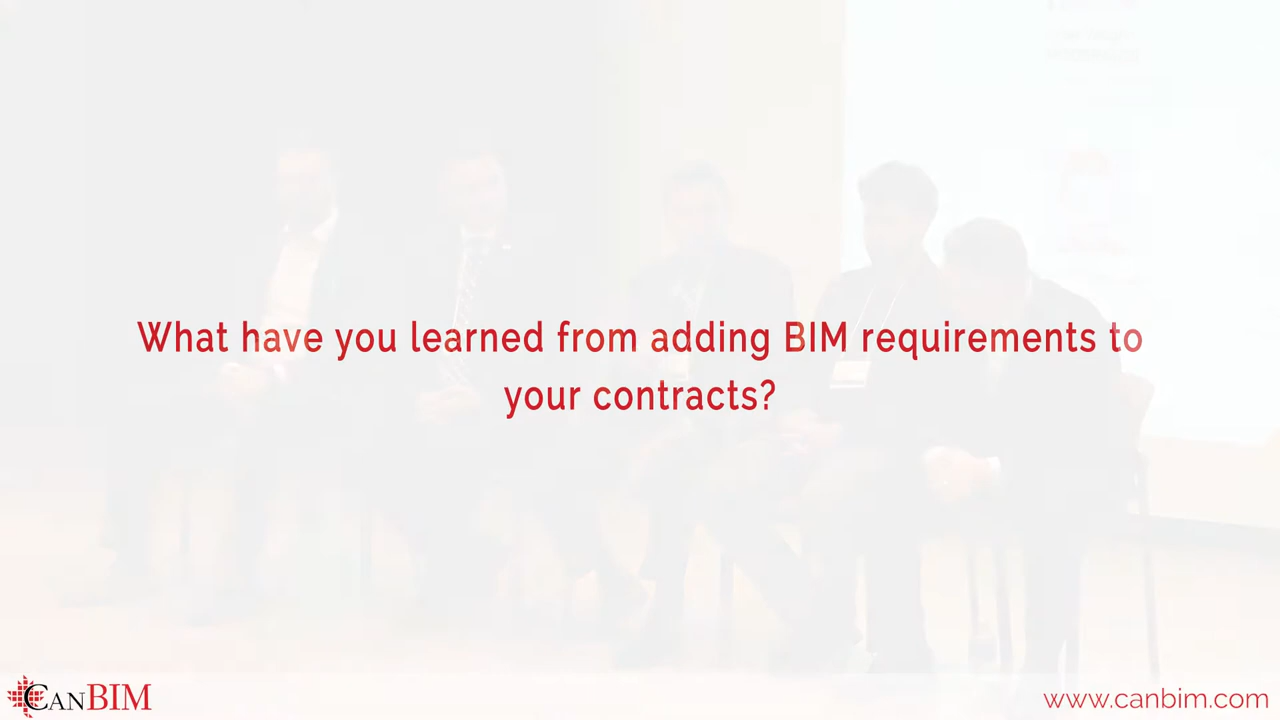 What have you learned from adding BIM requirements to
your contracts?
CANBIM
www.canbim.com